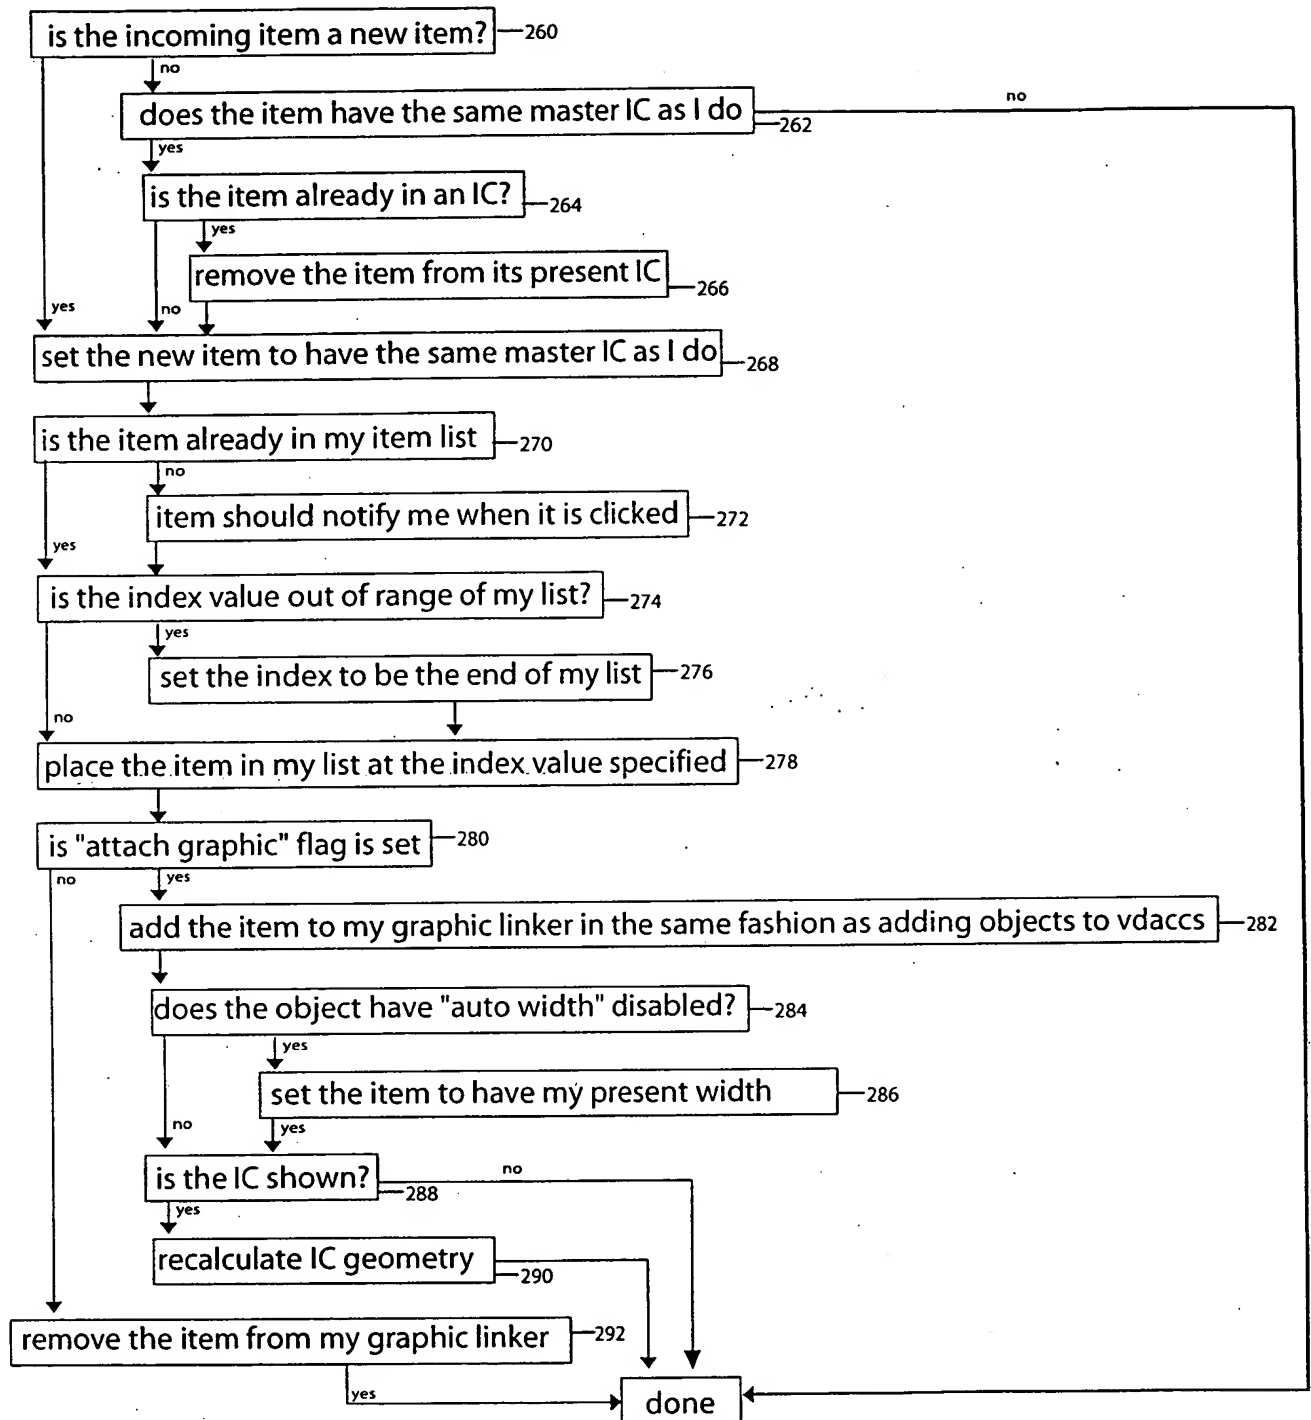 is the incoming item a new item? 260
no
does the item have the same master IC as I do no
262
yes
is the item already in an IC? 264
yes
remove the item from its present IC 266
yes no
set the new item to have the same master IC as I do 268
is the item already in my item list 270
no
item should notify me when it is clicked 272
yes
is the index value out of range of my list? 274
yes
set the index to be the end of my list 276
no
place the item in my list at the index value specified 278
is "attach graphic" flag is set 280
no yes
add the item to my graphic linker in the same fashion as adding objects to vdaccs 282
does the object have "auto width" disabled? 284
yes
set the item to have my present width 286
no yes
is the IC shown? no
288
yes
recalculate IC geometry
290
remove the item from my graphic linker 292
yes
done